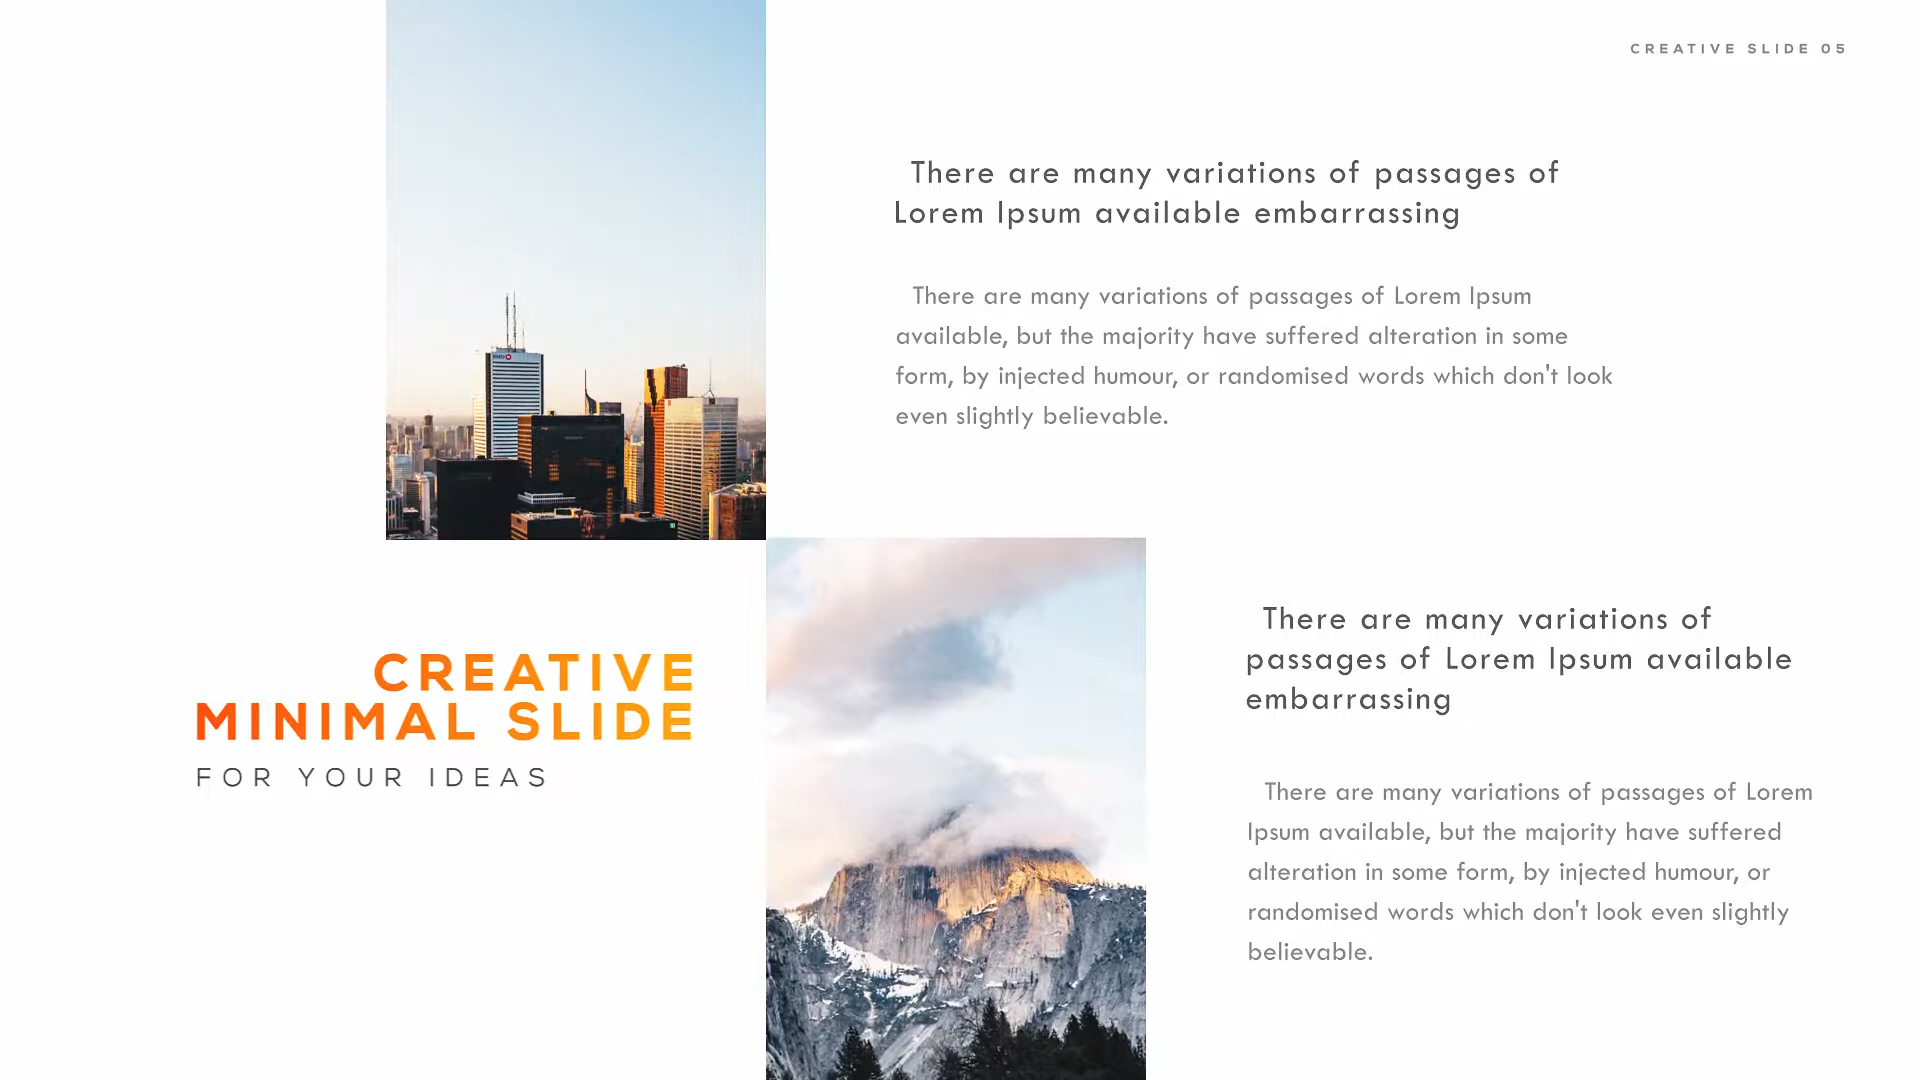 CREATIVE SLIDE 05
There are many variations of passages of
Lorem Ipsum available embarrassing
There are many variations of passages of Lorem Ipsum
available, but the majority have suffered alteration in some
form, by injected humour, or randomised words which don't look
even slightly believable.
CREATIVE
MINIMAL SLIDE
FOR YOUR IDEAS
There are many variations of
passages of Lorem Ipsum available
embarrassing
There are many variations of passages of Lorem
Ipsum available, but the majority have suffered
alteration in some form, by injected humour, or
randomised words which don't look even slightly
believable.